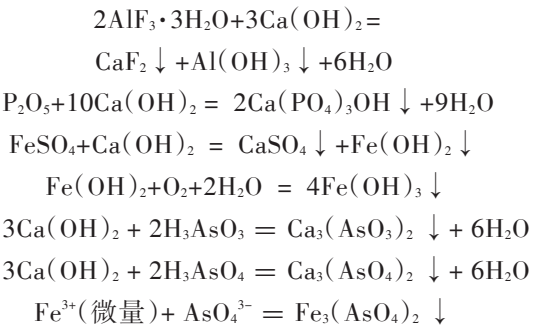 2AlF₃·3H₂O+3Ca(OH)₂=
CaF₂↓+Al(OH)₃↓+6H₂O
P₂O₅+10Ca(OH)₂= 2Ca(PO₄)₃OH↓+9H₂O
FeSO₄+Ca(OH)₂ = CaSO₄↓+Fe(OH)₂↓
Fe(OH)₂+O₂+2H₂O = 4Fe(OH)₃↓
3Ca(OH)₂ + 2H₃AsO₃ = Ca₃(AsO₃)₂ ↓ + 6H₂O
3Ca(OH)₂ + 2H₃AsO₄ = Ca₃(AsO₄)₂ ↓ + 6H₂O
Fe³⁺(微量)+ AsO₄³⁻ = Fe₃(AsO₄)₂ ↓